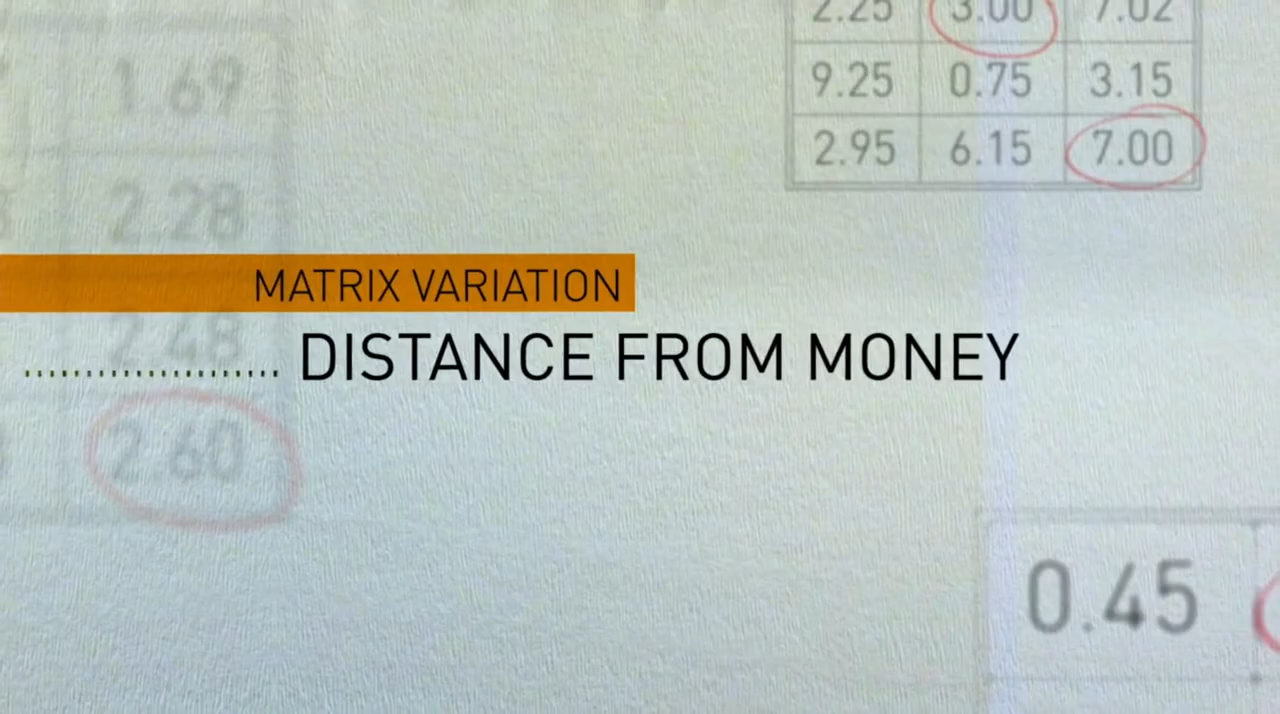 2.25 3.00 7.02
1.69
9.25 0.75 3.15
2.95 6.15 7.00
2.28
MATRIX VARIATION
2.48
DISTANCE FROM MONEY
2.60
0.45